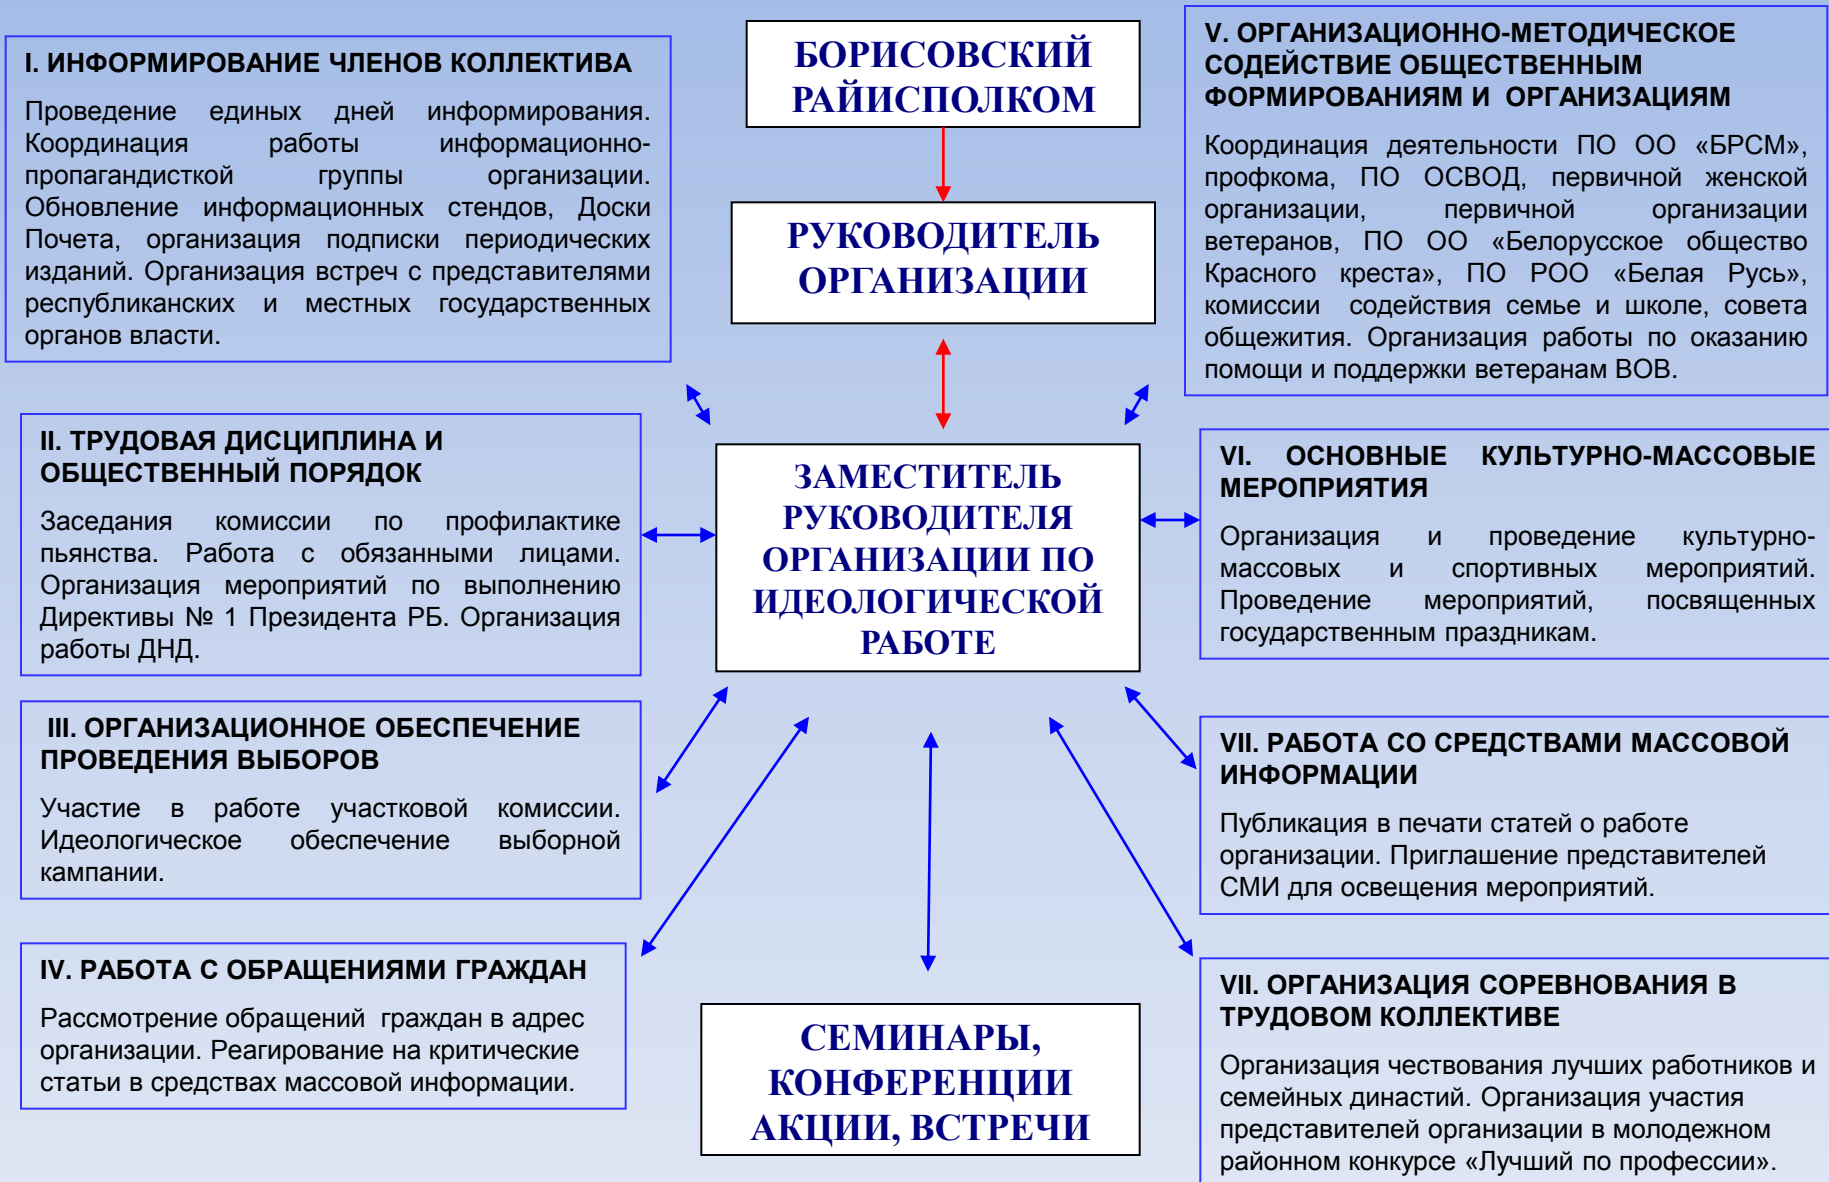 I. ИНФОРМИРОВАНИЕ ЧЛЕНОВ КОЛЛЕКТИВА
Проведение единых дней информирования.
Координация работы информационно-
пропагандисткой группы организации.
Обновление информационных стендов, Доски
Почета, организация подписки периодических
изданий. Организация встреч с представителями
республиканских и местных государственных
органов власти.
II. ТРУДОВАЯ ДИСЦИПЛИНА И
ОБЩЕСТВЕННЫЙ ПОРЯДОК
Заседания комиссии по профилактике
пьянства. Работа с обязанными лицами.
Организация мероприятий по выполнению
Директивы № 1 Президента РБ. Организация
работы ДНД.
III. ОРГАНИЗАЦИОННОЕ ОБЕСПЕЧЕНИЕ
ПРОВЕДЕНИЯ ВЫБОРОВ
Участие в работе участковой комиссии.
Идеологическое обеспечение выборной
кампании.
IV. РАБОТА С ОБРАЩЕНИЯМИ ГРАЖДАН
Рассмотрение обращений граждан в адрес
организации. Реагирование на критические
статьи в средствах массовой информации.
БОРИСОВСКИЙ
РАЙИСПОЛКОМ
РУКОВОДИТЕЛЬ
ОРГАНИЗАЦИИ
ЗАМЕСТИТЕЛЬ
РУКОВОДИТЕЛЯ
ОРГАНИЗАЦИИ ПО
ИДЕОЛОГИЧЕСКОЙ
РАБОТЕ
СЕМИНАРЫ,
КОНФЕРЕНЦИИ
АКЦИИ, ВСТРЕЧИ
V. ОРГАНИЗАЦИОННО-МЕТОДИЧЕСКОЕ
СОДЕЙСТВИЕ ОБЩЕСТВЕННЫМ
ФОРМИРОВАНИЯМ И ОРГАНИЗАЦИЯМ
Координация деятельности ПО ОО «БРСМ»,
профкома, ПО ОСВОД, первичной женской
организации, первичной организации
ветеранов, ПО ОО «Белорусское общество
Красного креста», ПО РОО «Белая Русь»,
комиссии содействия семье и школе, совета
общежития. Организация работы по оказанию
помощи и поддержки ветеранам ВОВ.
VI. ОСНОВНЫЕ КУЛЬТУРНО-МАССОВЫЕ
МЕРОПРИЯТИЯ
Организация и проведение культурно-
массовых и спортивных мероприятий.
Проведение мероприятий, посвященных
государственным праздникам.
VII. РАБОТА СО СРЕДСТВАМИ МАССОВОЙ
ИНФОРМАЦИИ
Публикация в печати статей о работе
организации. Приглашение представителей
СМИ для освещения мероприятий.
VII. ОРГАНИЗАЦИЯ СОРЕВНОВАНИЯ В
ТРУДОВОМ КОЛЛЕКТИВЕ
Организация чествования лучших работников и
семейных династий. Организация участия
представителей организации в молодежном
районном конкурсе «Лучший по профессии».